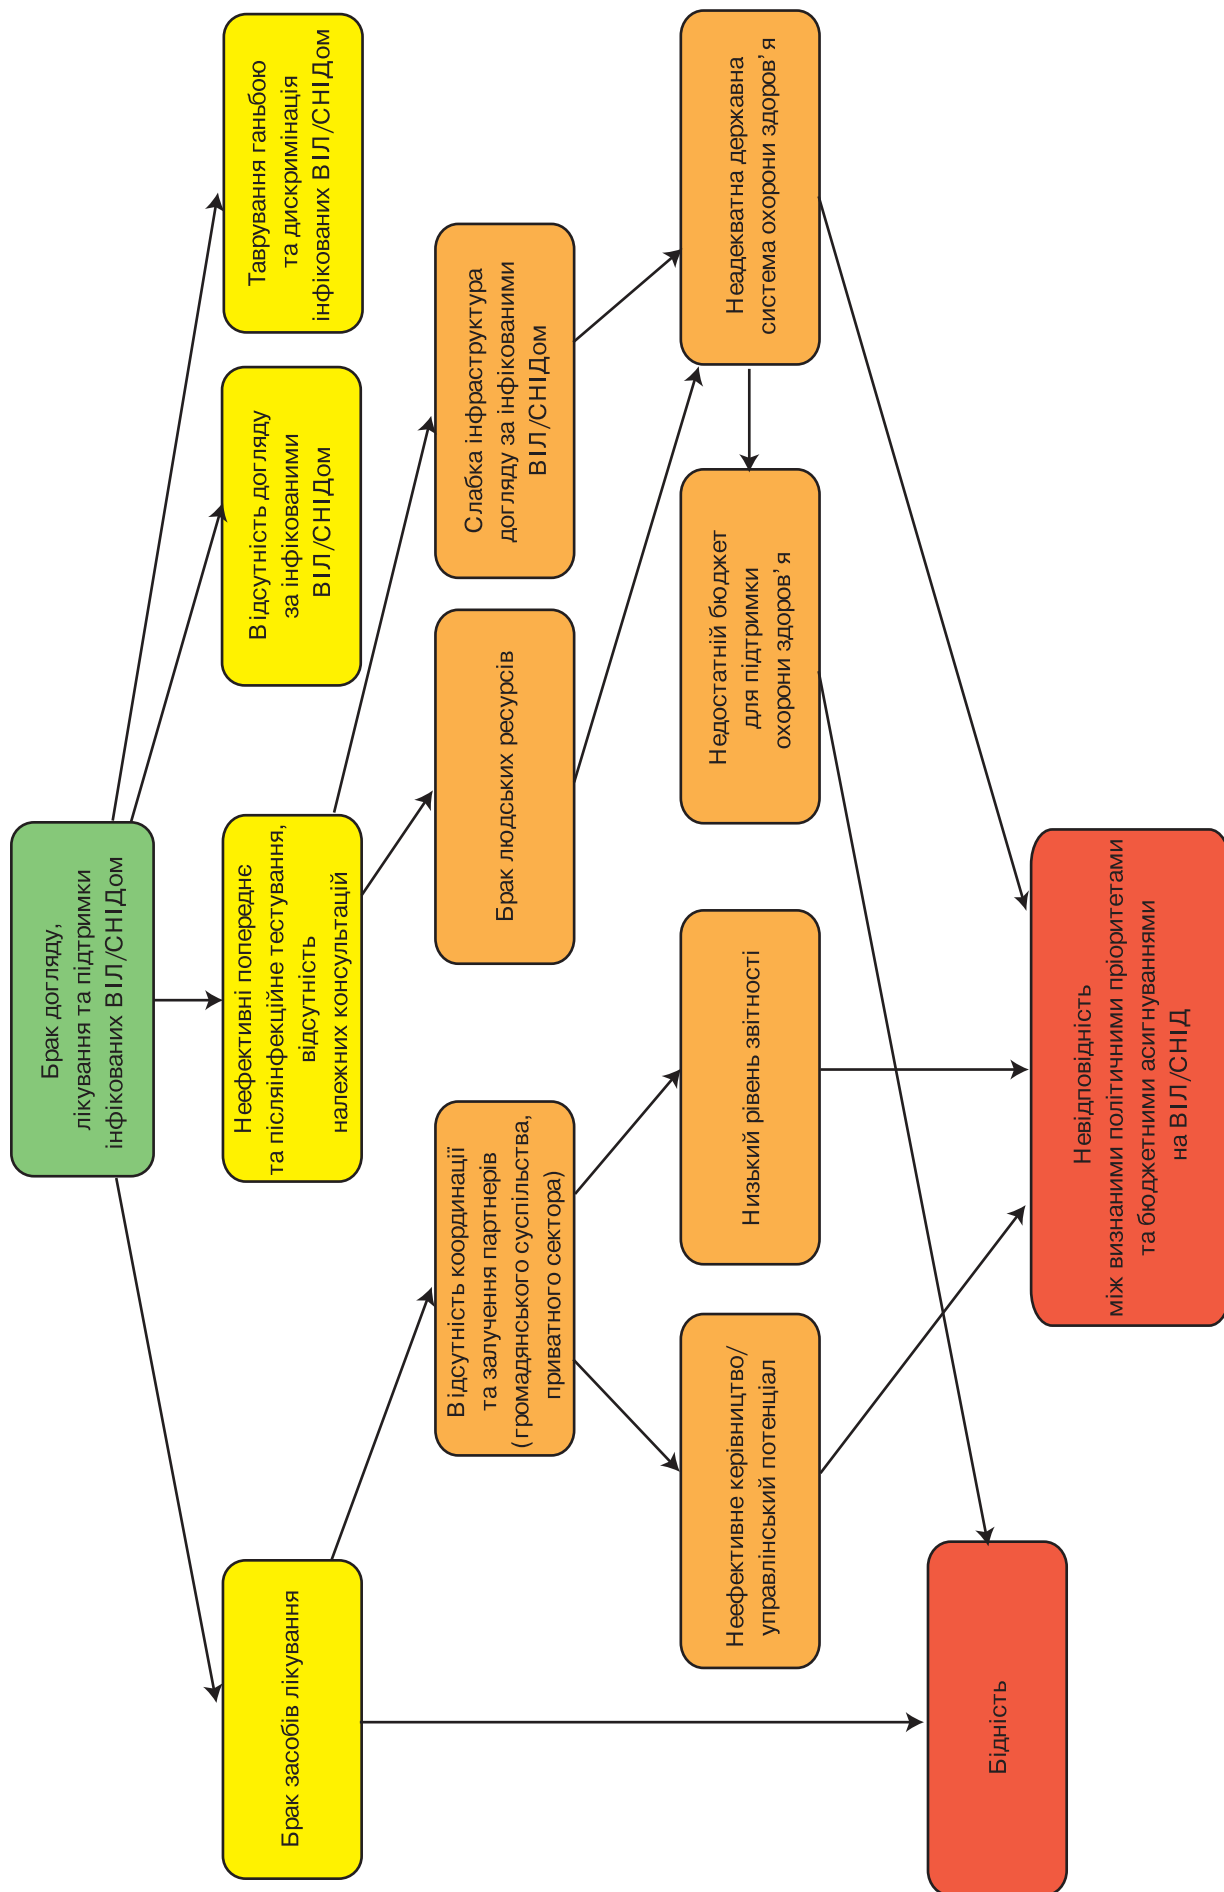 Брак догляду,
лікування та підтримки
інфікованих ВІЛ/СНІДом
Брак засобів лікування
Неефективні попереднє
та післяінфекційне тестування,
відсутність
належних консультацій
Відсутність догляду
за інфікованими
ВІЛ/СНІДом
Таврування ганьбою
та дискримінація
інфікованих ВІЛ/СНІДом
Відсутність координації
та залучення партнерів
(громадянського суспільства,
приватного сектора)
Брак людських ресурсів
Слабка інфраструктура
догляду за інфікованими
ВІЛ/СНІДом
Неефективне керівництво/
управлінський потенціал
Низький рівень звітності
Недостатній бюджет
для підтримки
охорони здоров’я
Неадекватна державна
система охорони здоров’я
Бідність
Невідповідність
між визнаними політичними пріоритетами
та бюджетними асигнуваннями
на ВІЛ/СНІД